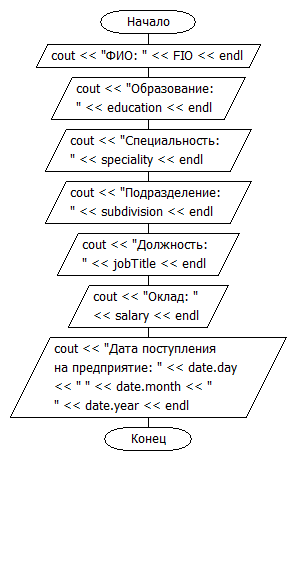 Начало
cout << "ФИО: " << FIO << endl
cout << "Образование:
" << education << endl
cout << "Специальность:
" << speciality << endl
cout << "Подразделение:
" << subdivision << endl
cout << "Должность:
" << jobTitle << endl
cout << "Оклад: "
<< salary << endl
cout << "Дата поступления
на предприятие: " << date.day
<< " " << date.month << "
" << date.year << endl
Конец